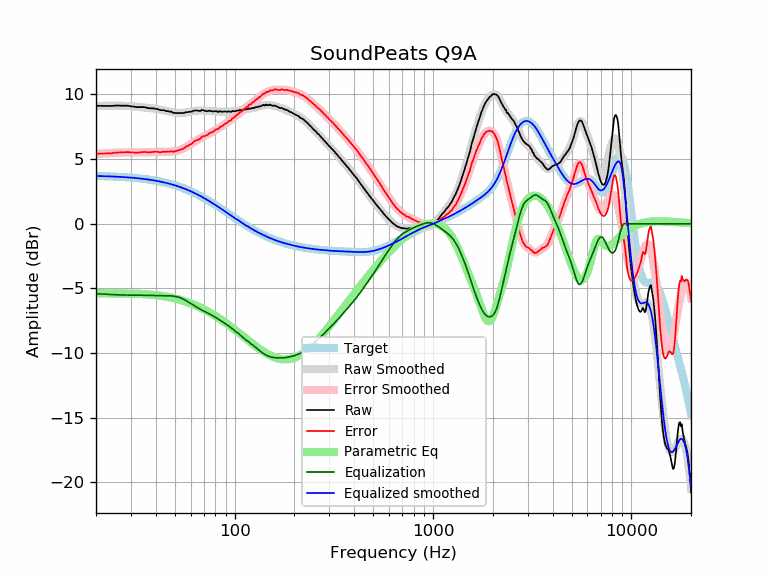 SoundPeats Q9A
10
5
0
−5
−10
−15
−20
Amplitude (dBr)
Target
Raw Smoothed
Error Smoothed
Raw
Error
Parametric Eq
Equalization
Equalized smoothed
100
1000
10000
Frequency (Hz)